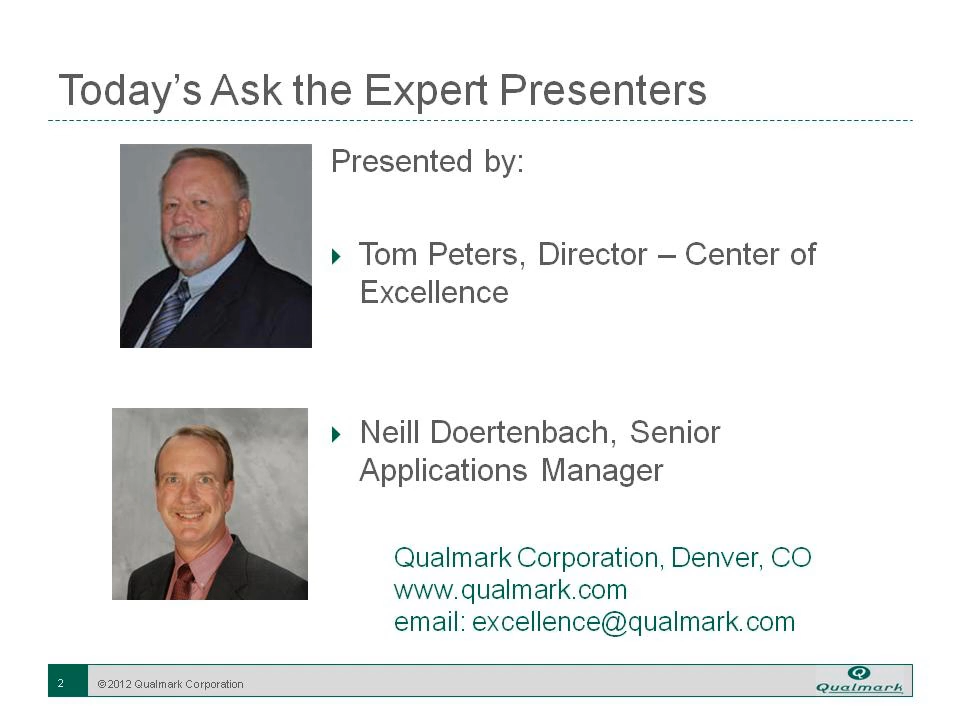 Today's Ask the Expert Presenters
Presented by:
Tom Peters, Director – Center of
Excellence
Neill Doertenbach, Senior
Applications Manager
Qualmark Corporation, Denver, CO
www.qualmark.com
email: excellence@qualmark.com
2
©2012 Qualmark Corporation
Q
Qualmark